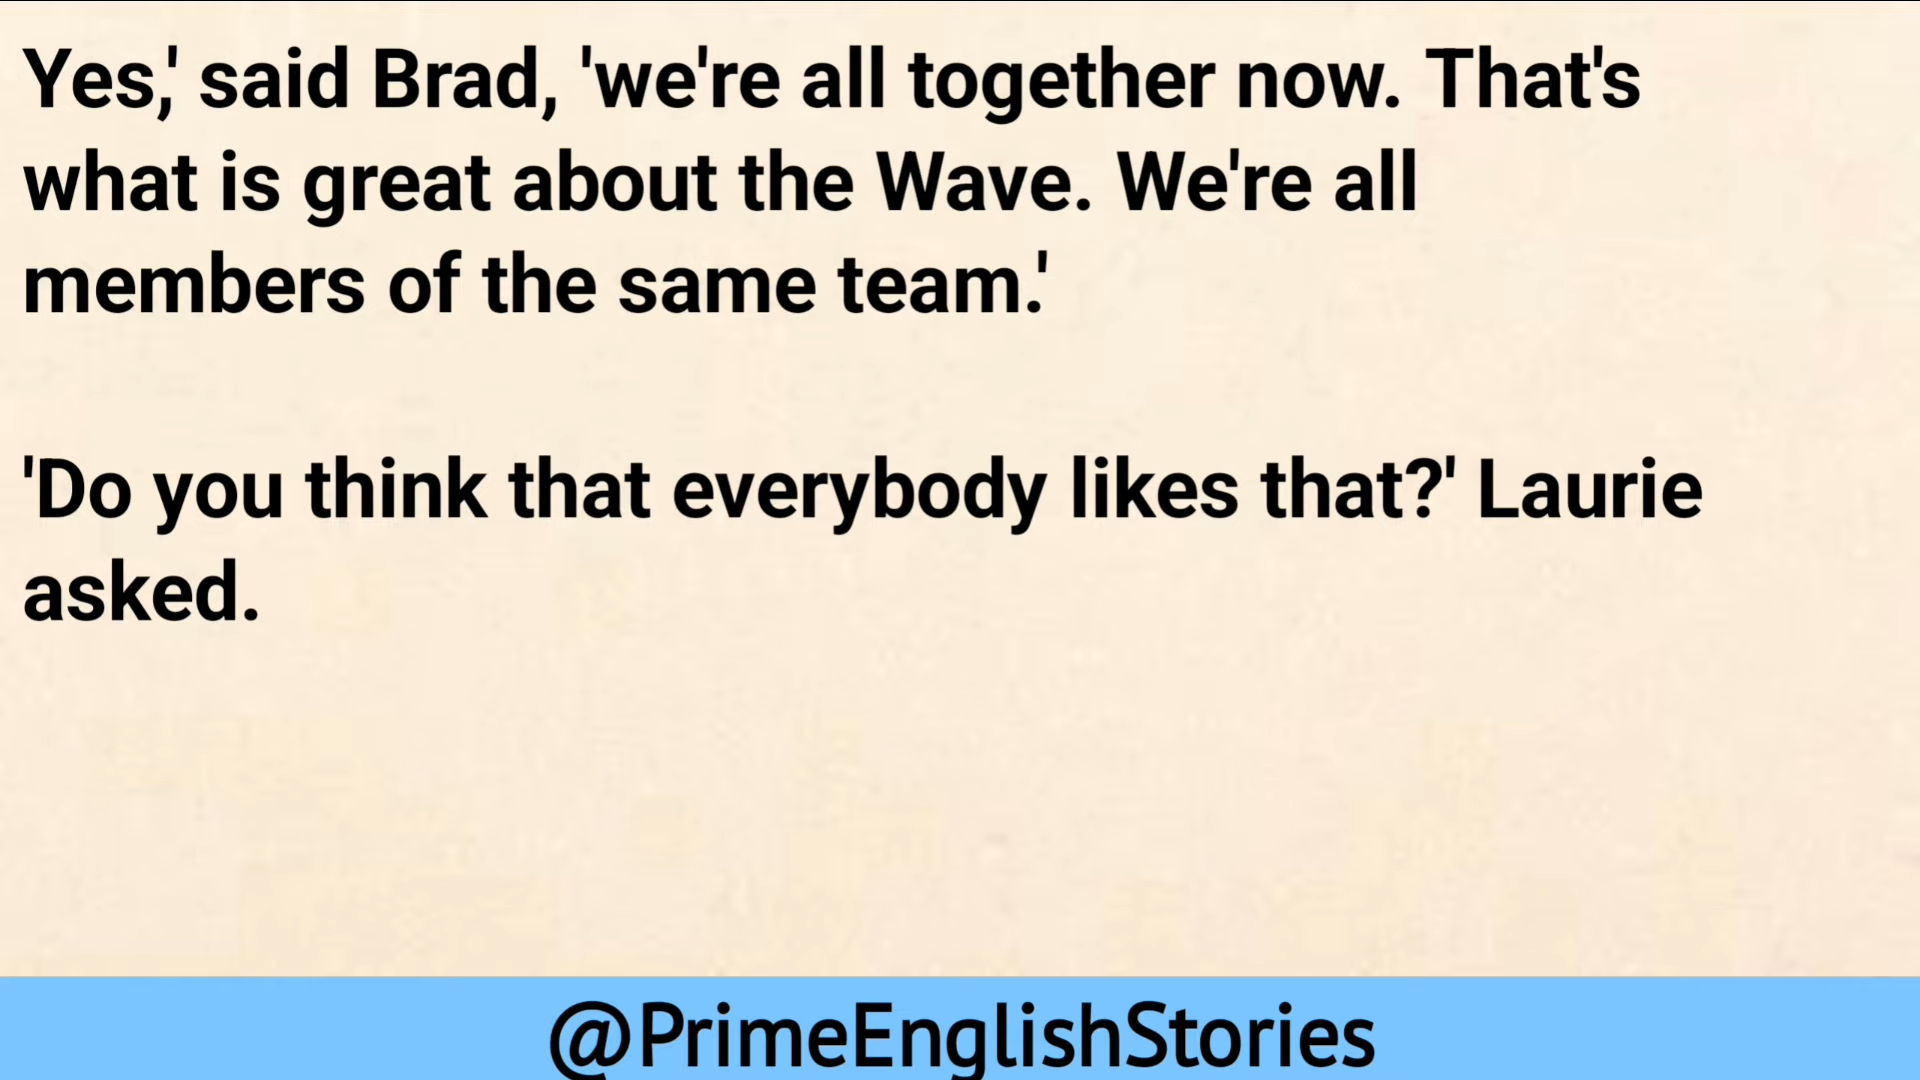 Yes,' said Brad, 'we're all together now. That's
what is great about the Wave. We're all
members of the same team.'
'Do you think that everybody likes that?' Laurie
asked.
@PrimeEnglishStories